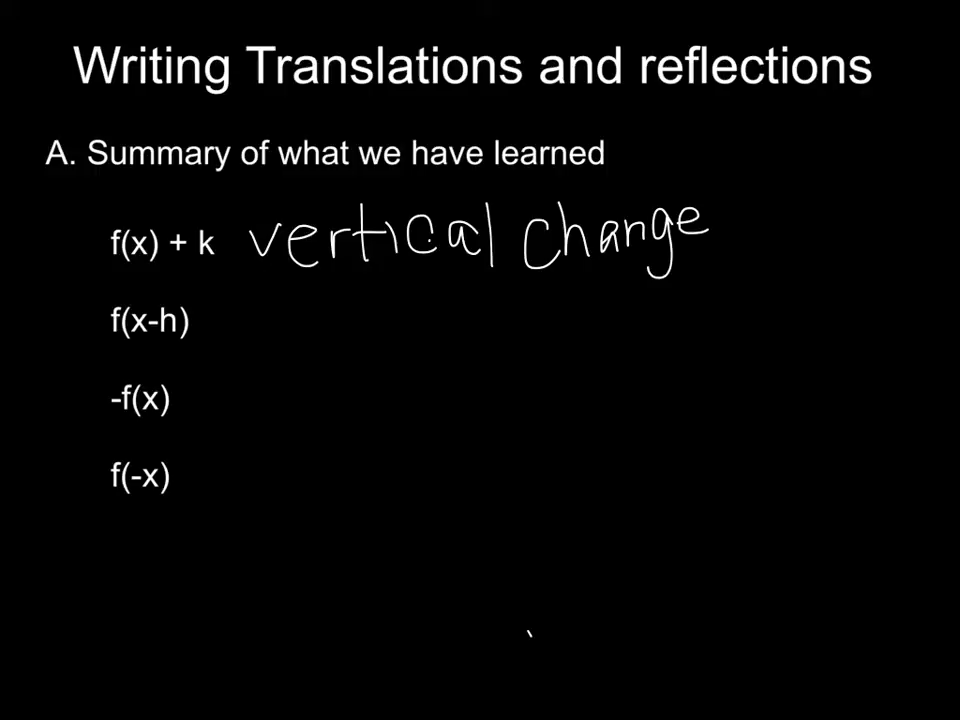 Writing Translations and reflections
A. Summary of what we have learned
f(x) + k vertical change
f(x-h)
-f(x)
f(-x)